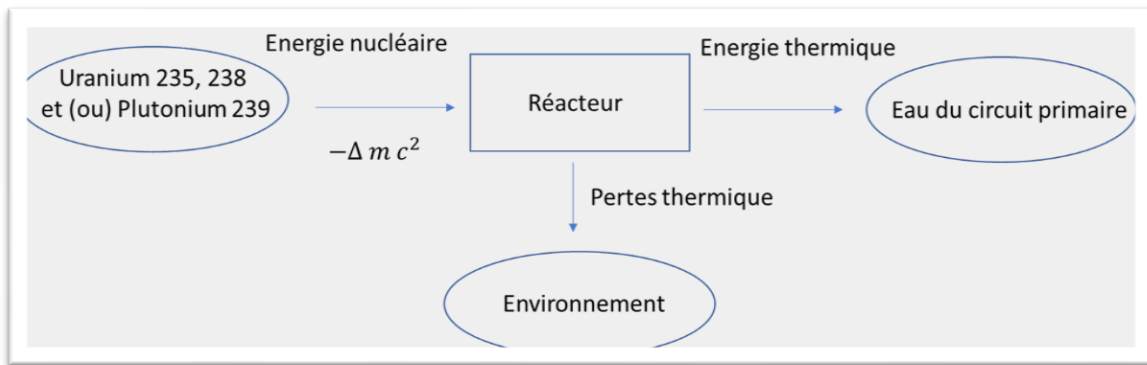 Energie nucléaire
Energie thermique
Uranium 235, 238
et (ou) Plutonium 239
Réacteur
Eau du circuit primaire
−Δ m c²
Pertes thermique
Environnement